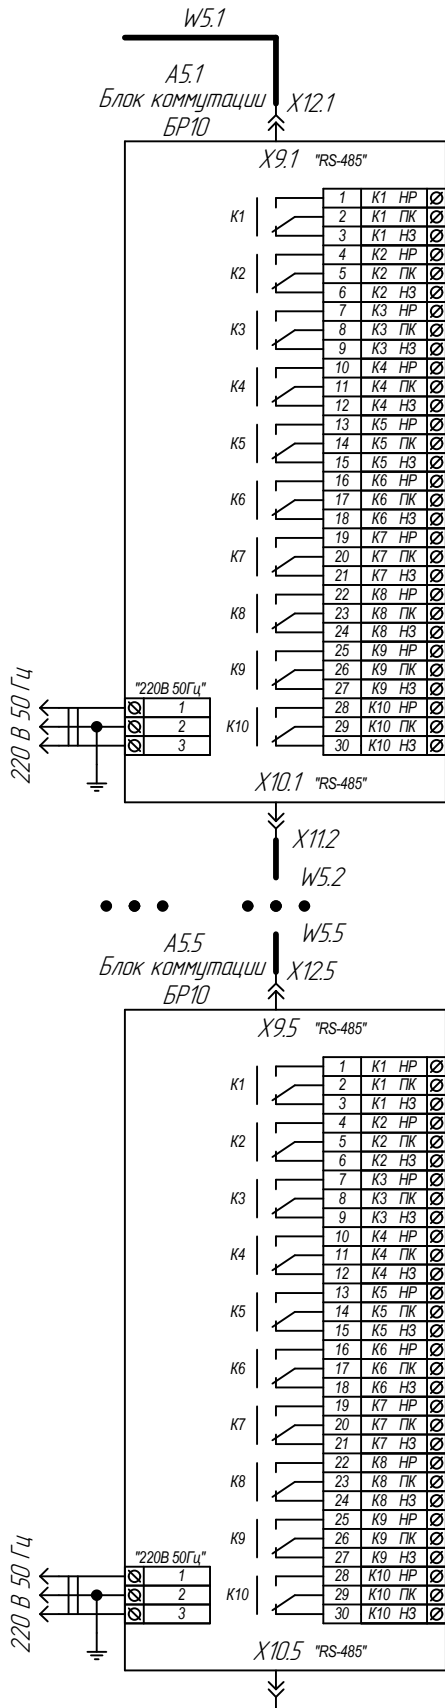 W5.1
A5.1
Блок коммутации
БР10
X12.1
X9.1 "RS-485"
K1
1 K1 НР
2 K1 ПК
3 K1 НЗ
K2
4 K2 НР
5 K2 ПК
6 K2 НЗ
K3
7 K3 НР
8 K3 ПК
9 K3 НЗ
K4
10 K4 НР
11 K4 ПК
12 K4 НЗ
K5
13 K5 НР
14 K5 ПК
15 K5 НЗ
K6
16 K6 НР
17 K6 ПК
18 K6 НЗ
K7
19 K7 НР
20 K7 ПК
21 K7 НЗ
K8
22 K8 НР
23 K8 ПК
24 K8 НЗ
K9
25 K9 НР
26 K9 ПК
27 K9 НЗ
K10
28 K10 НР
29 K10 ПК
30 K10 НЗ
220 В 50 Гц
"220В 50Гц"
1
2
3
X10.1 "RS-485"
X11.2
W5.2
W5.5
A5.5
Блок коммутации
БР10
X12.5
X9.5 "RS-485"
K1
1 K1 НР
2 K1 ПК
3 K1 НЗ
K2
4 K2 НР
5 K2 ПК
6 K2 НЗ
K3
7 K3 НР
8 K3 ПК
9 K3 НЗ
K4
10 K4 НР
11 K4 ПК
12 K4 НЗ
K5
13 K5 НР
14 K5 ПК
15 K5 НЗ
K6
16 K6 НР
17 K6 ПК
18 K6 НЗ
K7
19 K7 НР
20 K7 ПК
21 K7 НЗ
K8
22 K8 НР
23 K8 ПК
24 K8 НЗ
K9
25 K9 НР
26 K9 ПК
27 K9 НЗ
K10
28 K10 НР
29 K10 ПК
30 K10 НЗ
220 В 50 Гц
"220В 50Гц"
1
2
3
X10.5 "RS-485"